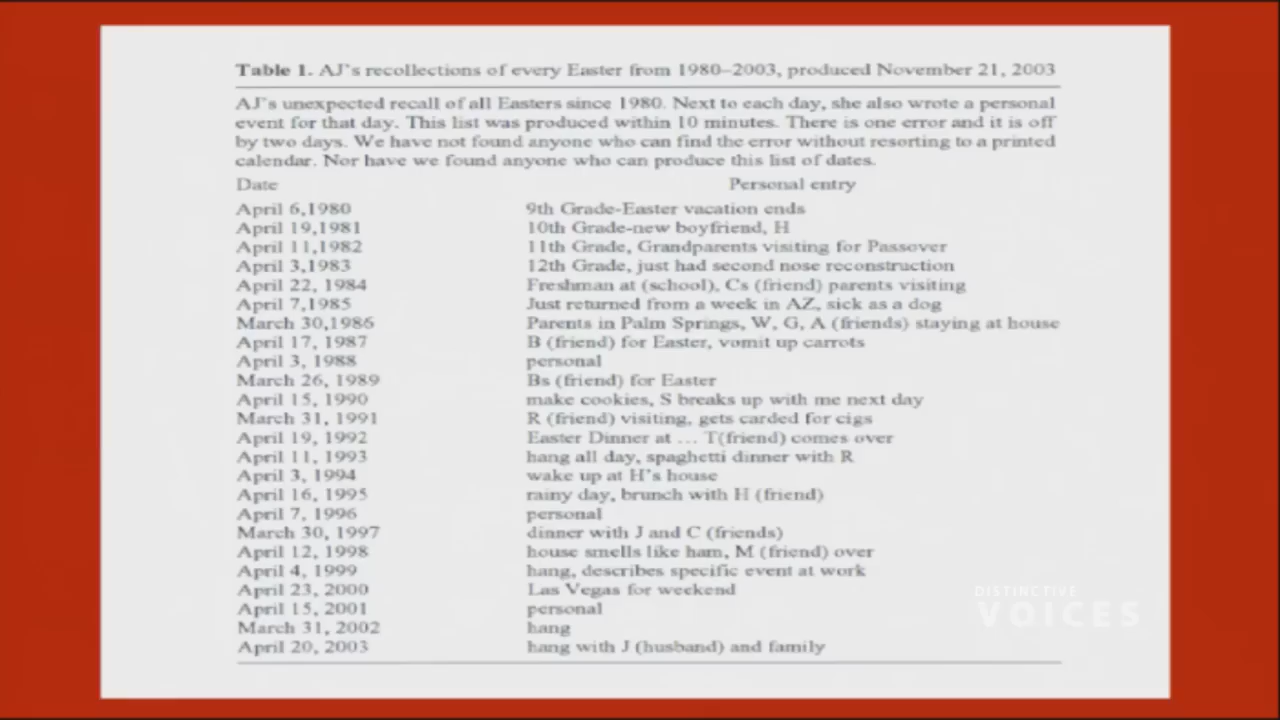 Table 1. AJ's recollections of every Easter from 1980–2003, produced November 21, 2003
AJ's unexpected recall of all Easters since 1980. Next to each day, she also wrote a personal
event for that day. This list was produced within 10 minutes. There is one error and it is off
by two days. We have not found anyone who can find the error without resorting to a printed
calendar. Nor have we found anyone who can produce this list of dates.
Date Personal entry
April 6,1980 9th Grade-Easter vacation ends
April 19,1981 10th Grade-new boyfriend, H
April 11,1982 11th Grade, Grandparents visiting for Passover
April 3,1983 12th Grade, just had second nose reconstruction
April 22, 1984 Freshman at (school), Cs (friend) parents visiting
April 7,1985 Just returned from a week in AZ, sick as a dog
March 30,1986 Parents in Palm Springs, W, G, A (friends) staying at house
April 17, 1987 B (friend) for Easter, vomit up carrots
April 3, 1988 personal
March 26, 1989 Bs (friend) for Easter
April 15, 1990 make cookies, S breaks up with me next day
March 31, 1991 R (friend) visiting, gets carded for cigs
April 19, 1992 Easter Dinner at ... T(friend) comes over
April 11, 1993 hang all day, spaghetti dinner with R
April 3, 1994 wake up at H's house
April 16, 1995 rainy day, brunch with H (friend)
April 7, 1996 personal
March 30, 1997 dinner with J and C (friends)
April 12, 1998 house smells like ham, M (friend) over
April 4, 1999 hang, describes specific event at work
April 23, 2000 Las Vegas for weekend
April 15, 2001 personal
March 31, 2002 hang
April 20, 2003 hang with J (husband) and family
DISTINCTIVE
VOICES